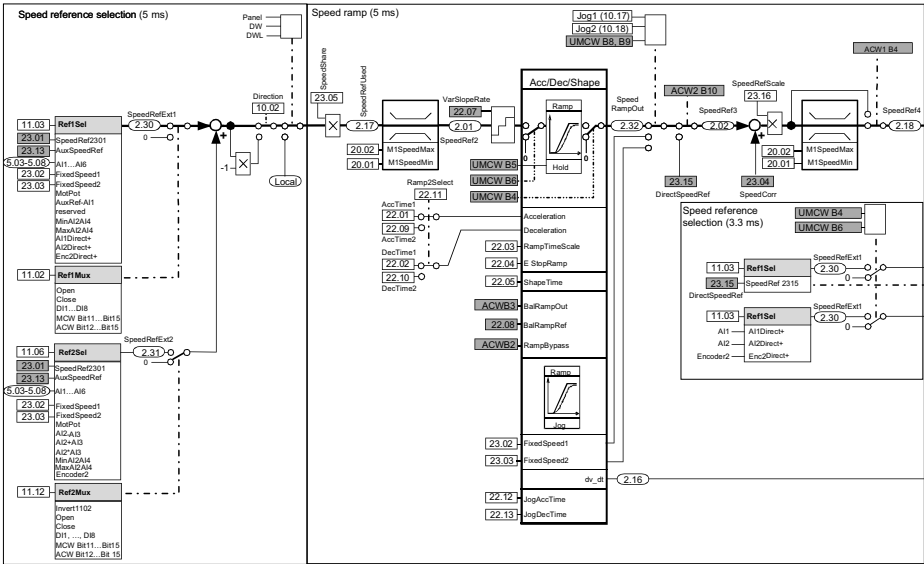 Speed reference selection (5 ms)
Panel
DW
DWL
Direction
10.02
SpeedRefExt1
11.03 Ref1Sel 2.30
23.01 SpeedRef2301
23.13 AuxSpeedRef
5.03-5.08 AI1…AI6
23.02 FixedSpeed1
23.03 FixedSpeed2
MotPot
AuxRef-AI1
reserved
MinAI2AI4
MaxAI2AI4
AI1Direct+
AI2Direct+
Enc2Direct+
0
+
-1
Local
11.02 Ref1Mux
Open
Close
DI1…DI8
MCW Bit11…Bit15
ACW Bit12…Bit15
SpeedRefExt2
11.06 Ref2Sel 2.31
0
23.01 SpeedRef2301
23.13 AuxSpeedRef
5.03-5.08 AI1…AI6
23.02 FixedSpeed1
23.03 FixedSpeed2
MotPot
AI2-AI3
AI2+AI3
AI2*AI3
MinAI2AI4
MaxAI2AI4
Encoder2
11.12 Ref2Mux
Invert1102
Open
Close
DI1, …, DI8
MCW Bit11…Bit15
ACW Bit12…Bit 15
Speed ramp (5 ms)
SpeedShare
23.05
SpeedRefUsed
2.17
20.02 M1SpeedMax
20.01 M1SpeedMin
VarSlopeRate
22.07
2.01
SpeedRef2
Acc/Dec/Shape
Ramp
0
0
Hold
UMCW B5
UMCW B6
UMCW B4
Ramp2Select
22.11
AccTime1
22.01
22.09
AccTime2
Acceleration
Deceleration
DecTime1
22.02
22.10
DecTime2
22.03 RampTimeScale
22.04 E StopRamp
22.05 ShapeTime
ACWB3 BalRampOut
22.08 BalRampRef
ACWB2 RampBypass
Ramp
Jog
23.02 FixedSpeed1
23.03 FixedSpeed2
dv_dt 2.16
22.12 JogAccTime
22.13 JogDecTime
Jog1 (10.17)
Jog2 (10.18)
UMCW B8, B9
Speed
RampOut
2.32
ACW2 B10
SpeedRef3
2.02
23.15
DirectSpeedRef
SpeedRefScale
23.16
+
23.04
SpeedCorr
20.02 M1SpeedMax
20.01 M1SpeedMin
ACW1 B4
SpeedRef4
2.18
Speed reference
selection (3.3 ms)
UMCW B4
UMCW B6
SpeedRefExt1
11.03 Ref1Sel 2.30
0
23.15 SpeedRef 2315
DirectSpeedRef
SpeedRefExt1
11.03 Ref1Sel 2.30
0
AI1 AI1Direct+
AI2 AI2Direct+
Encoder2 Enc2Direct+